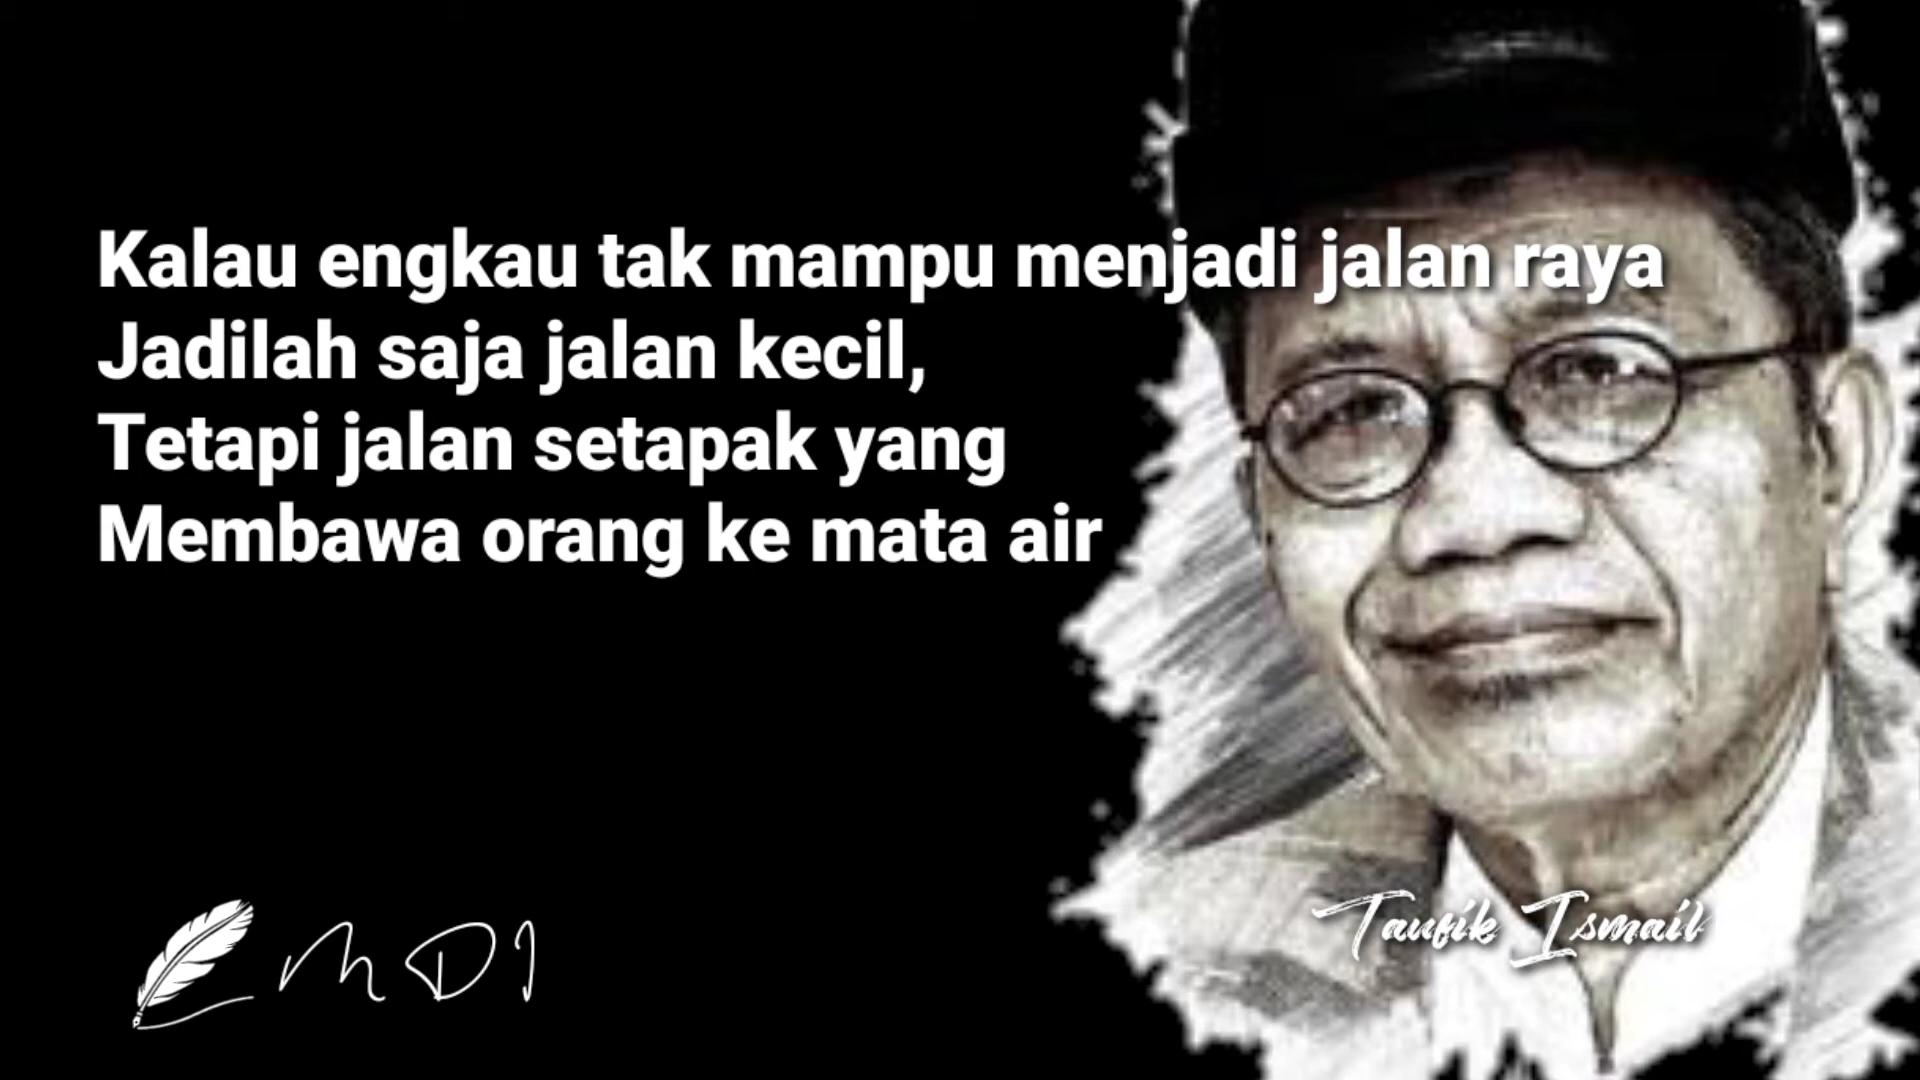 Kalau engkau tak mampu menjadi jalan raya
Jadilah saja jalan kecil,
Tetapi jalan setapak yang
Membawa orang ke mata air
MDI
Taufik Ismail